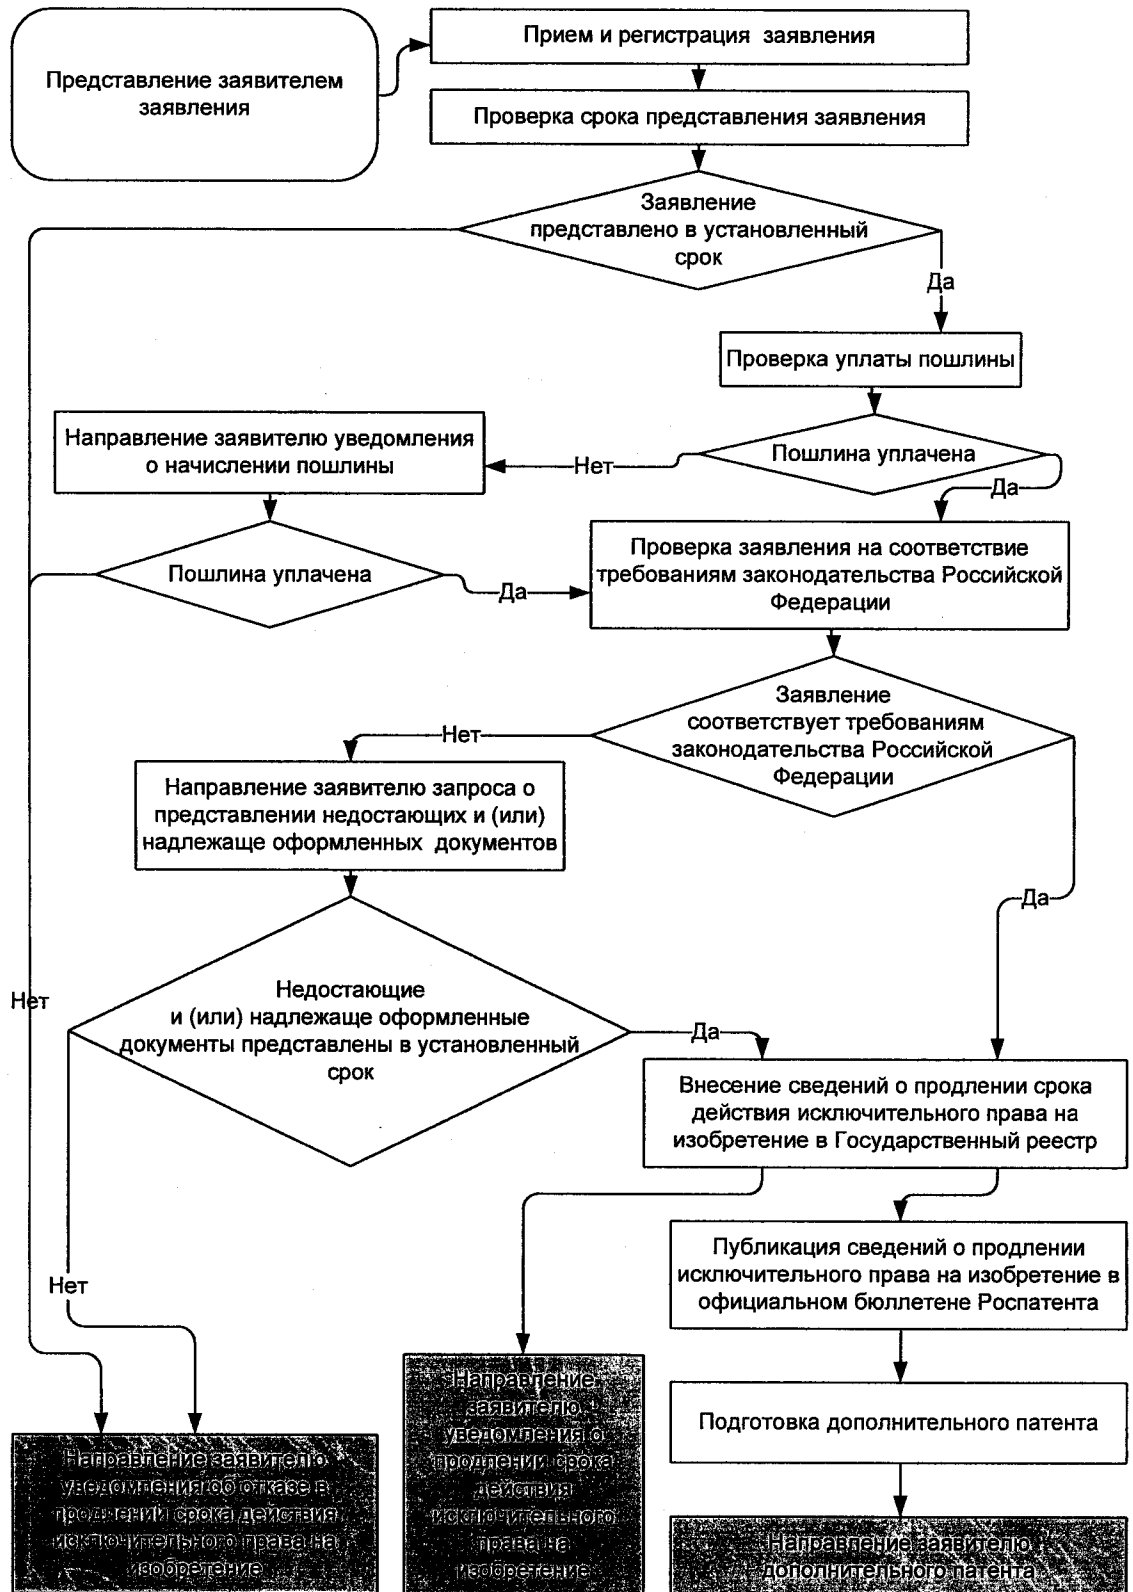 Представление заявителем
заявления
Прием и регистрация заявления
Проверка срока представления заявления
Заявление
представлено в установленный
срок
Да
Проверка уплаты пошлины
Направление заявителю уведомления
о начислении пошлины
Нет
Пошлина уплачена
Да
Пошлина уплачена
Да
Проверка заявления на соответствие
требованиям законодательства Российской
Федерации
Заявление
соответствует требованиям
законодательства Российской
Федерации
Нет
Направление заявителю запроса о
представлении недостающих и (или)
надлежаще оформленных документов
Да
Нет
Недостающие
и (или) надлежаще оформленные
документы представлены в установленный
срок
Да
Внесение сведений о продлении срока
действия исключительного права на
изобретение в Государственный реестр
Нет
Публикация сведений о продлении
исключительного права на изобретение в
официальном бюллетене Роспатента
Направление
заявителю
уведомления о
продлении срока
действия
исключительного
права на
изобретение
Подготовка дополнительного патента
Направление заявителю
уведомления об отказе в
продлении срока действия
исключительного права на
изобретение
Направление заявителю
дополнительного патента